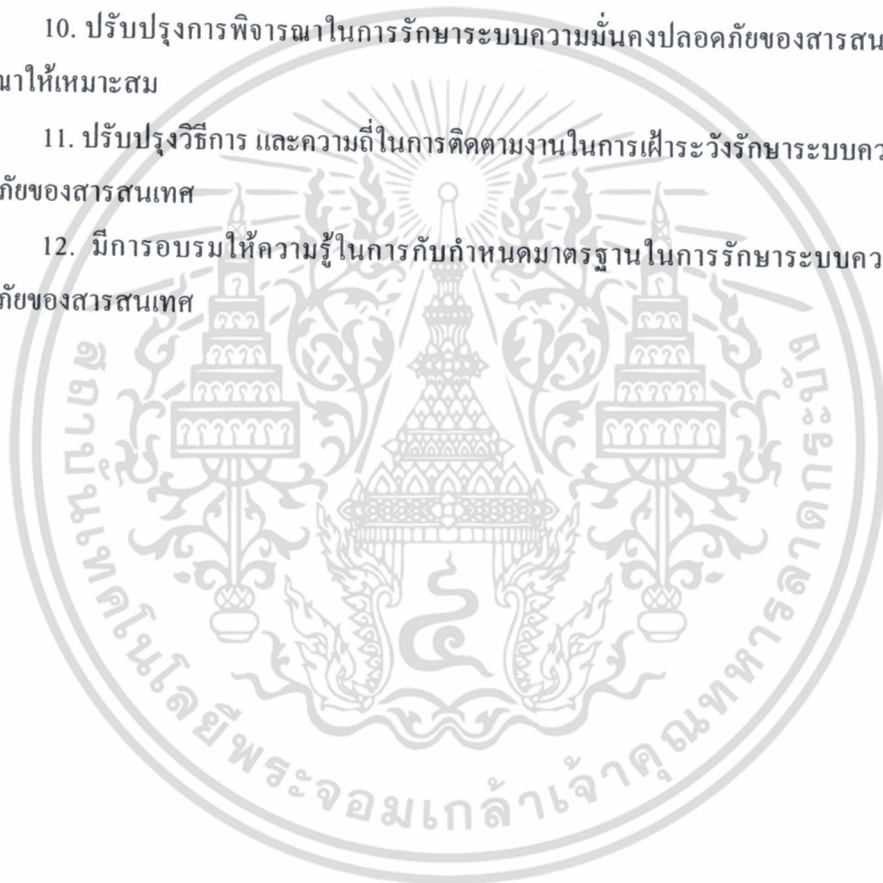 10. ปรับปรุงการพิจารณาในการรักษาระบบความมั่นคงปลอดภัยของสารสน
ณาให้เหมาะสม
11. ปรับปรุงวิธีการ และความถี่ในการติดตามงานในการเฝ้าระวังรักษาระบบคว
ภัยของสารสนเทศ
12. มีการอบรมให้ความรู้ในการกับกำหนดมาตรฐานในการรักษาระบบคว
ภัยของสารสนเทศ
สถาบันเทคโนโลยีพระจอมเกล้าเจ้าคุณทหารลาดกระบัง